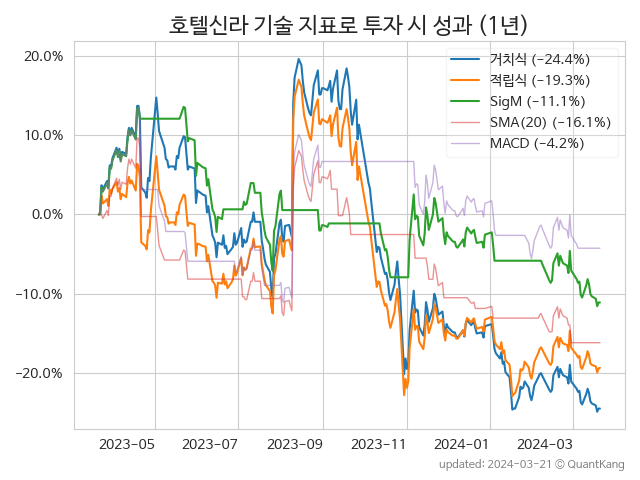 호텔신라 기술 지표로 투자 시 성과 (1년)
거치식 (−24.4%)
적립식 (−19.3%)
SigM (−11.1%)
SMA(20) (−16.1%)
MACD (−4.2%)
20.0%
10.0%
0.0%
−10.0%
−20.0%
2023-05 2023-07 2023-09 2023-11 2024-01 2024-03
updated: 2024-03-21 © QuantKang